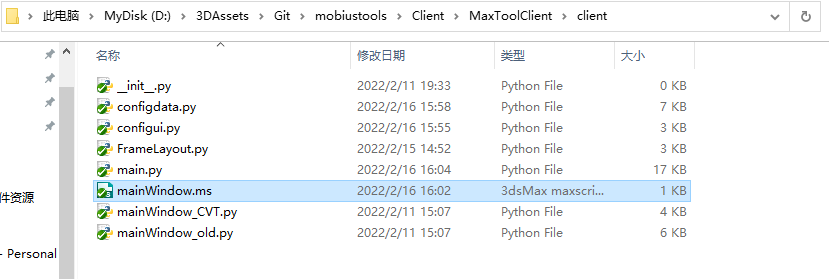 此电脑 > MyDisk (D:) > 3DAssets > Git > mobiustools > Client > MaxToolClient > client
名称 修改日期 类型 大小
__init__.py 2022/2/11 19:33 Python File 0 KB
configdata.py 2022/2/16 15:58 Python File 7 KB
configui.py 2022/2/16 15:55 Python File 3 KB
FrameLayout.py 2022/2/15 14:52 Python File 3 KB
main.py 2022/2/16 16:04 Python File 17 KB
mainWindow.ms 2022/2/16 16:02 3dsMax maxscri... 1 KB
件资源
mainWindow_CVT.py 2022/2/11 15:07 Python File 4 KB
mainWindow_old.py 2022/2/11 15:07 Python File 6 KB
- Personal